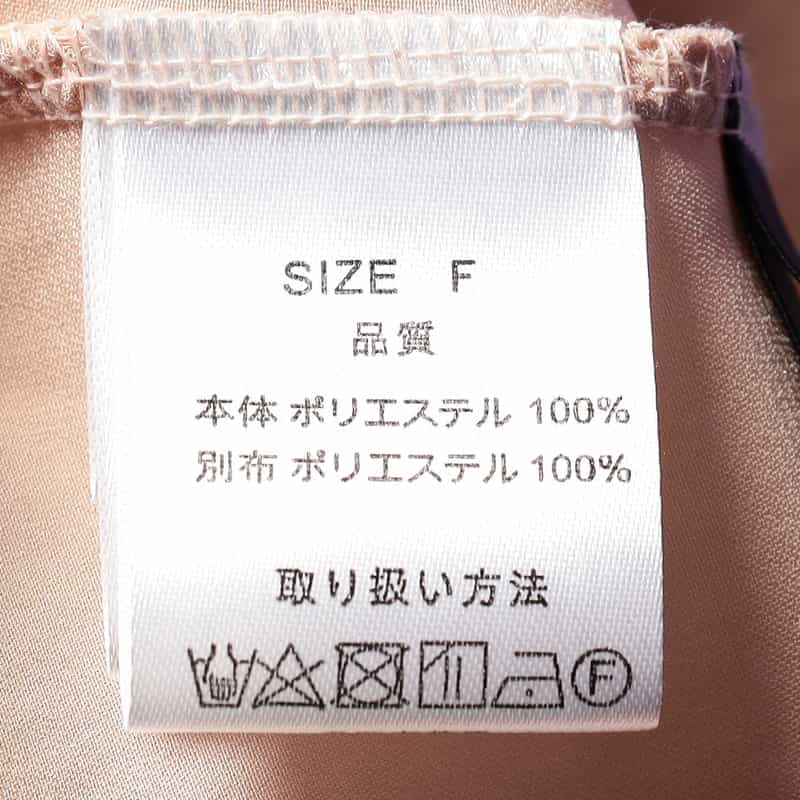 SIZE F
品質
本体 ポリエステル 100%
別布 ポリエステル 100%
取り扱い方法
F